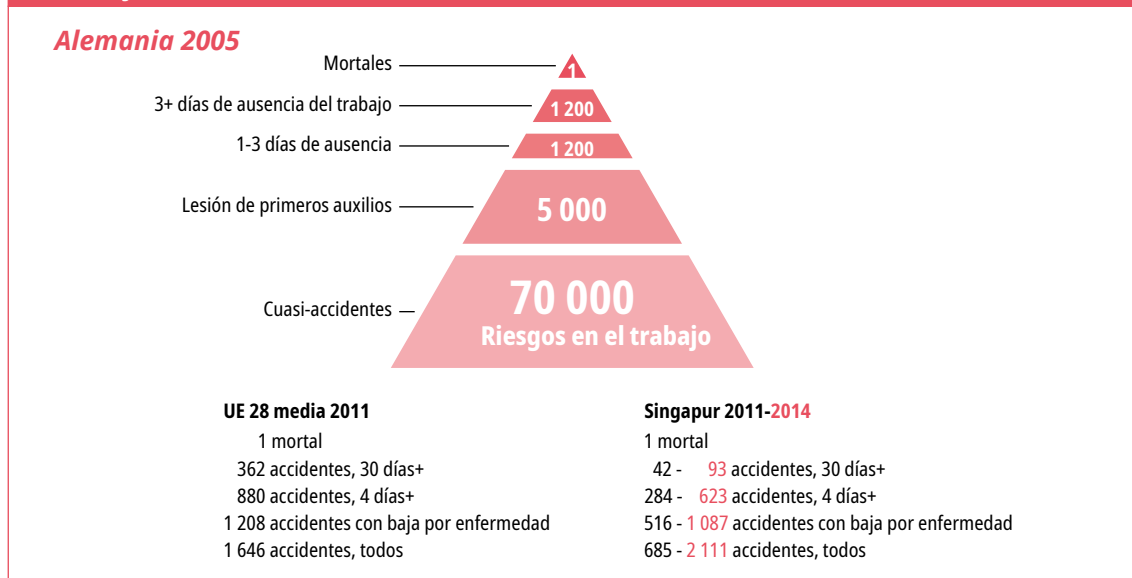 Alemania 2005
Mortales
1
3+ días de ausencia del trabajo
1 200
1-3 días de ausencia
1 200
Lesión de primeros auxilios
5 000
Cuasi-accidentes
70 000
Riesgos en el trabajo
UE 28 media 2011
1 mortal
362 accidentes, 30 días+
880 accidentes, 4 días+
1 208 accidentes con baja por enfermedad
1 646 accidentes, todos
Singapur 2011-2014
1 mortal
42 - 93 accidentes, 30 días+
284 - 623 accidentes, 4 días+
516 - 1 087 accidentes con baja por enfermedad
685 - 2 111 accidentes, todos